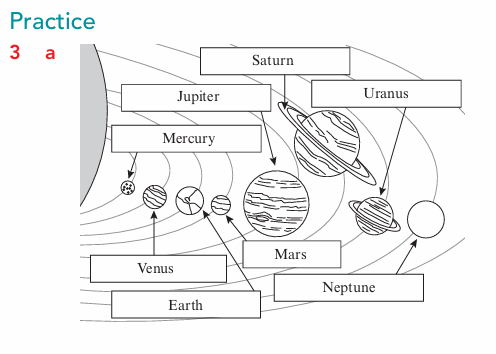 Practice
3 a
Saturn
Jupiter
Uranus
Mercury
Mars
Venus
Neptune
Earth